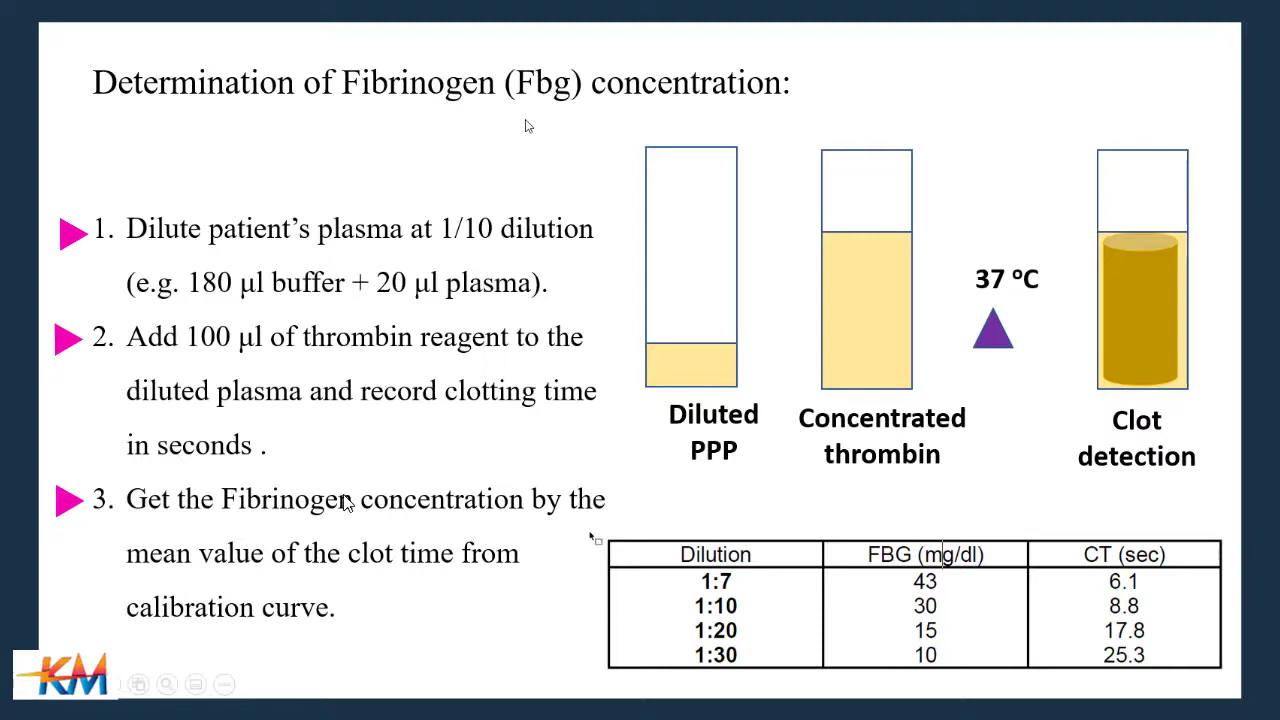 Determination of Fibrinogen (Fbg) concentration:
1. Dilute patient’s plasma at 1/10 dilution
(e.g. 180 μl buffer + 20 μl plasma).
2. Add 100 μl of thrombin reagent to the
diluted plasma and record clotting time
in seconds .
3. Get the Fibrinogen concentration by the
mean value of the clot time from
calibration curve.
37 ºC
Diluted
PPP
Concentrated
thrombin
Clot
detection
Dilution FBG (mg/dl) CT (sec)
1:7 43 6.1
1:10 30 8.8
1:20 15 17.8
1:30 10 25.3
KM